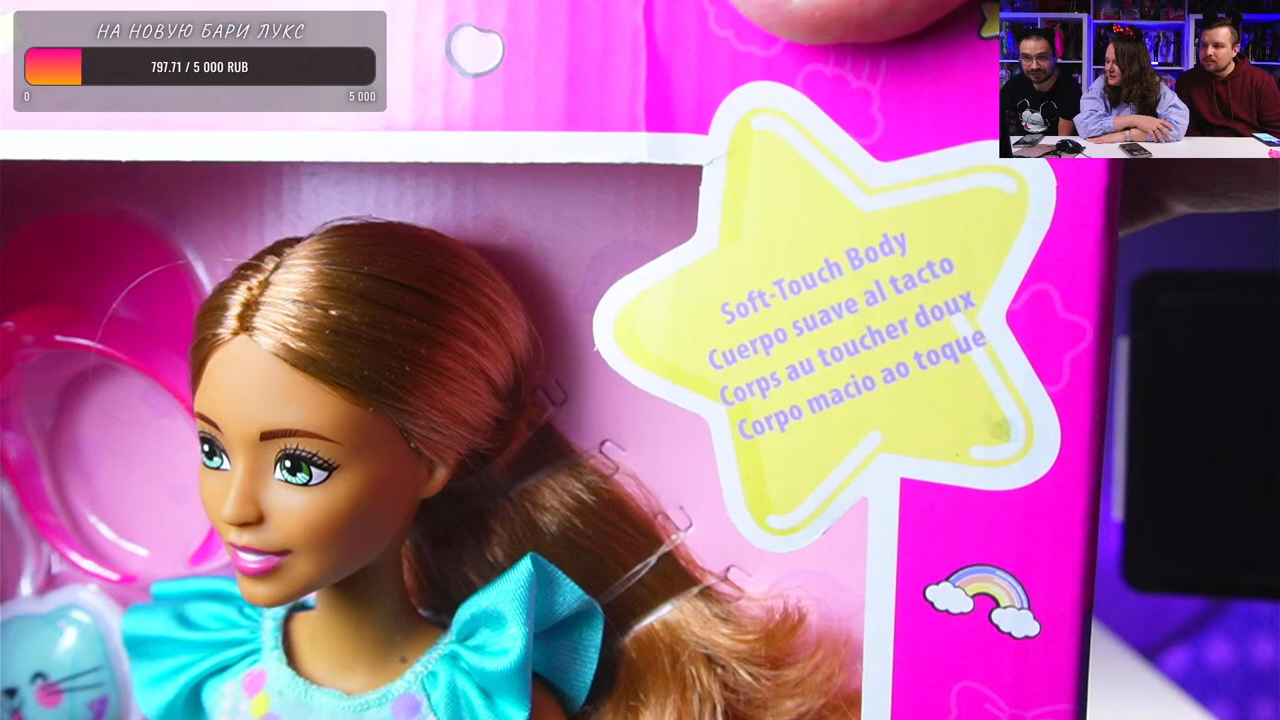 НА НОВУЮ БАРИ ЛУКС
797.71 / 5 000 RUB
0
5 000
Soft-Touch Body
Cuerpo suave al tacto
Corps au toucher doux
Corpo macio ao toque